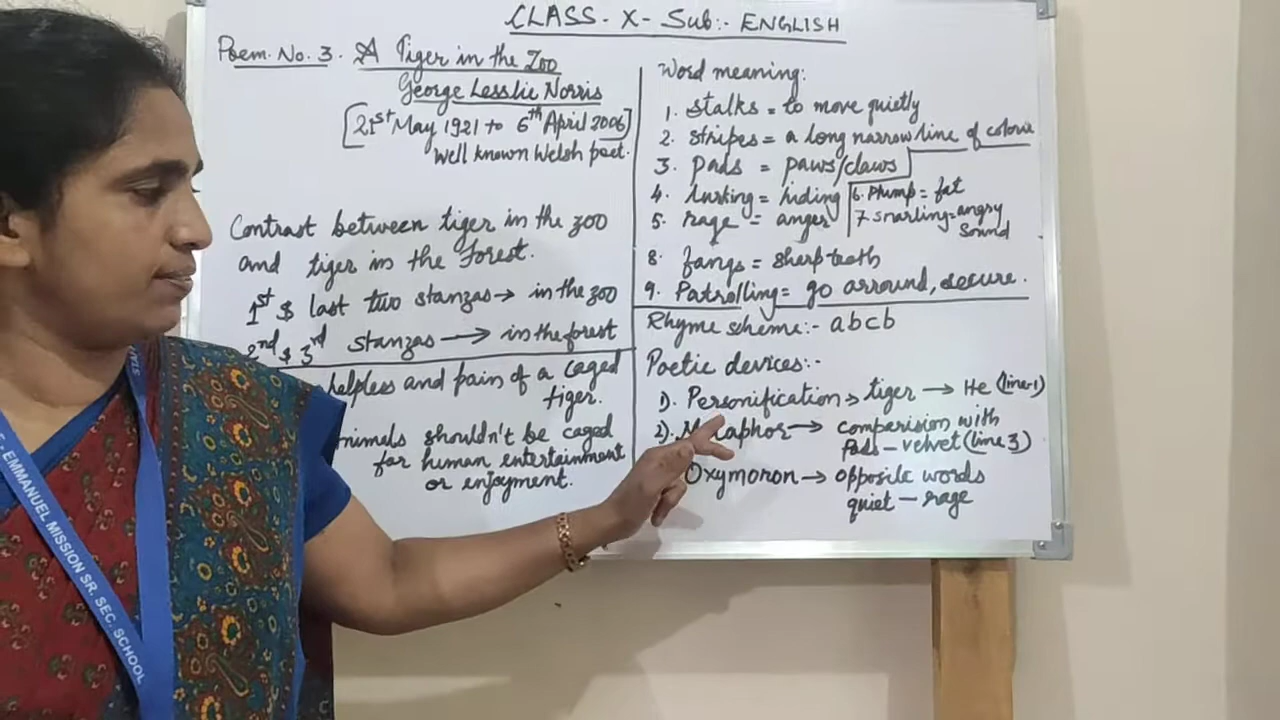 CLASS - X - Sub:- ENGLISH
Poem. No. 3. A Tiger in the Zoo
George Lesslie Norris
[21st May 1921 to 6th April 2006]
well known Welsh poet.
Contrast between tiger in the zoo
and tiger in the forest.
1st $ last two stanzas → in the zoo
2nd $ 3rd stanzas → in the forest
helpless and pain of a caged
tiger.
Animals shouldn't be caged
for human entertainment
or enjoyment.
Word meaning:
1. stalks = to move quietly
2. stripes = a long narrow line of colour
3. pads = paws/claws
4. lurking = hiding
5. rage = anger
6. Plump = fat
7. snarling = angry
sound
8. fangs = sharp teeth
9. Patrolling = go arround, secure.
Rhyme scheme:- abcb
Poetic devices:-
1). Personification → tiger → He (line-1)
2). → comparision with
Pads - velvet (line 3)
Oxymoron → opposite words
quiet - rage
EMMANUEL MISSION SR. SEC. SCHOOL